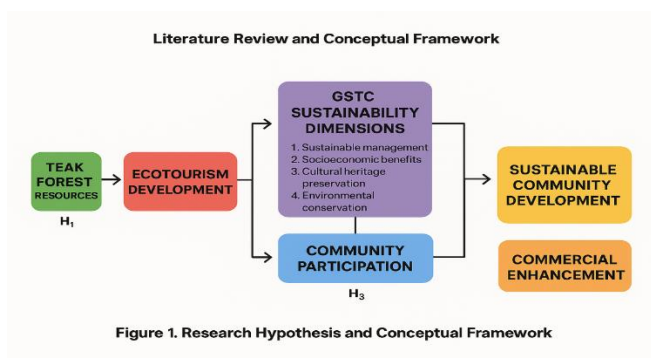 Literature Review and Conceptual Framework
TEAK
FOREST
RESOURCES
H₁
ECOTOURISM
DEVELOPMENT
GSTC
SUSTAINABILITY
DIMENSIONS
1. Sustainable management
2. Socioeconomic benefits
3. Cultural heritage
preservation
4. Environmental
conservation
COMMUNITY
PARTICIPATION
H₃
SUSTAINABLE
COMMUNITY
DEVELOPMENT
COMMERCIAL
ENHANCEMENT
Figure 1. Research Hypothesis and Conceptual Framework